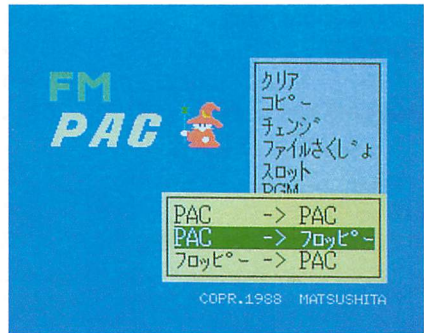 FM
PAC
クリア
コピー
チェンジ
ファイルさくじょ
スロット
PGM
PAC -> PAC
PAC -> フロッピー
フロッピー -> PAC
COPR.1988 MATSUSHITA